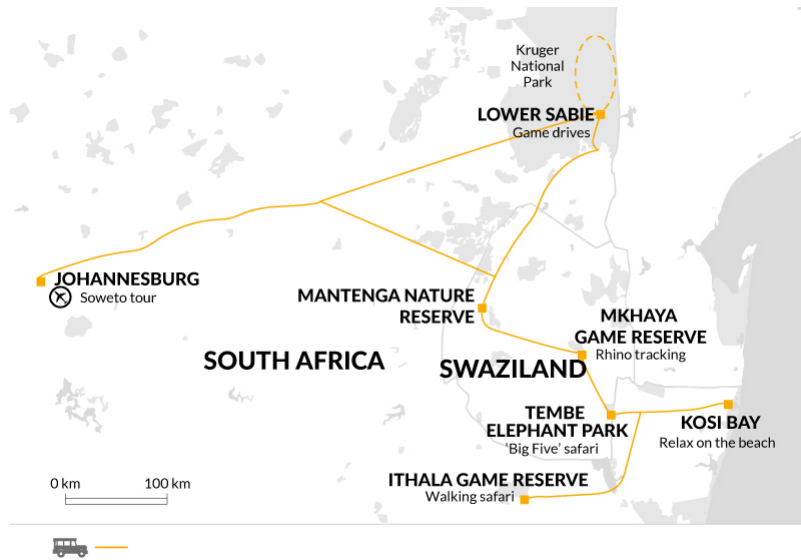 Kruger
National
Park
LOWER SABIE
Game drives
JOHANNESBURG
Soweto tour
MANTENGA NATURE
RESERVE
MKHAYA
GAME RESERVE
Rhino tracking
SOUTH AFRICA
SWAZILAND
TEMBE
ELEPHANT PARK
‘Big Five’ safari
KOSI BAY
Relax on the beach
ITHALA GAME RESERVE
Walking safari
0 km 100 km